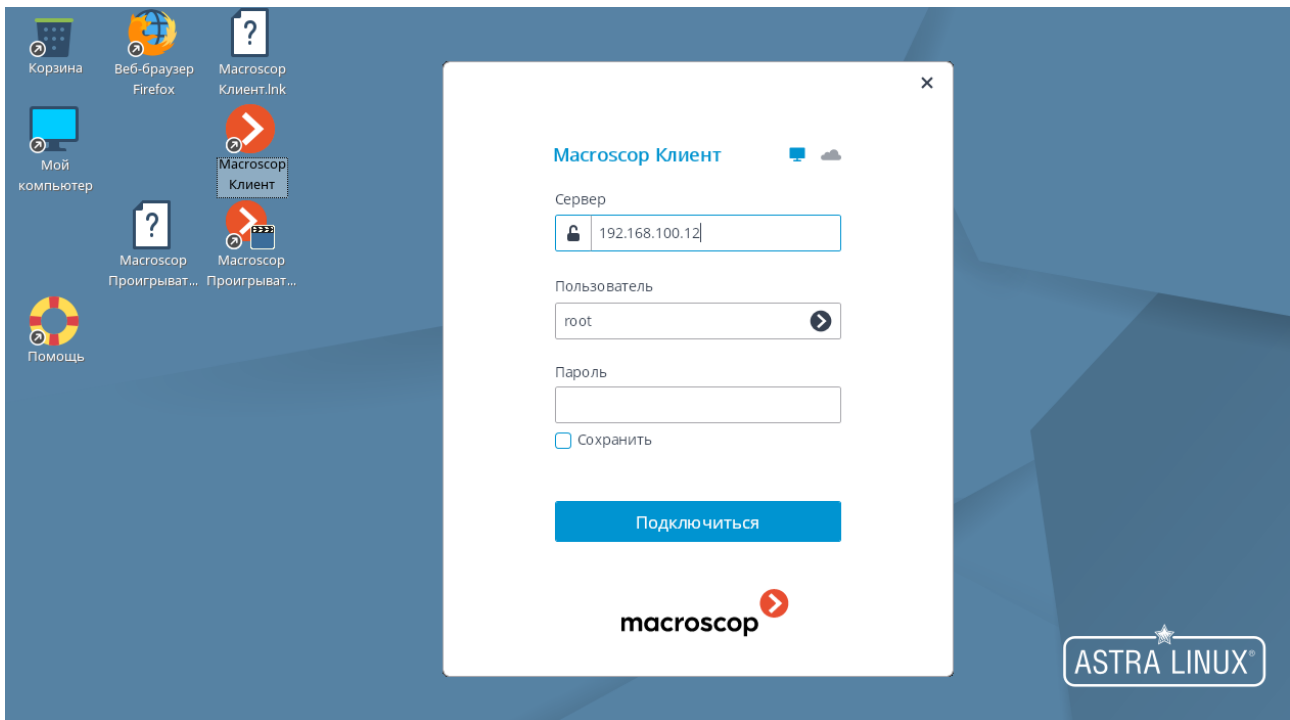 Корзина
Веб-браузер
Firefox
Macroscop
Клиент.lnk
Мой
компьютер
Macroscop
Клиент
Macroscop
Проигрыват...
Macroscop
Проигрыват...
Помощь
Macroscop Клиент
Сервер
192.168.100.12
Пользователь
root
Пароль
Сохранить
Подключиться
macroscop
ASTRA LINUX®